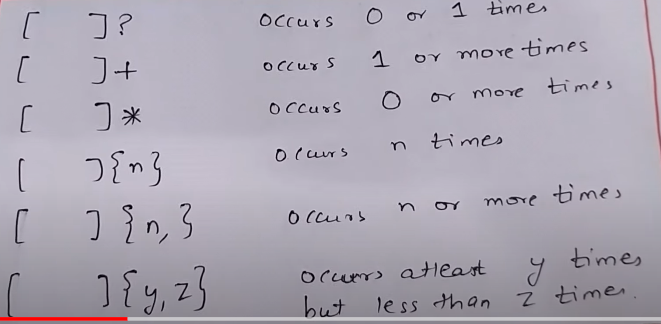 [ ]? occurs 0 or 1 times
[ ]+ occurs 1 or more times
[ ]* occurs 0 or more times
[ ]{n} occurs n times
[ ]{n,} occurs n or more times
[ ]{y,z} occurs atleast y times
but less than z times.